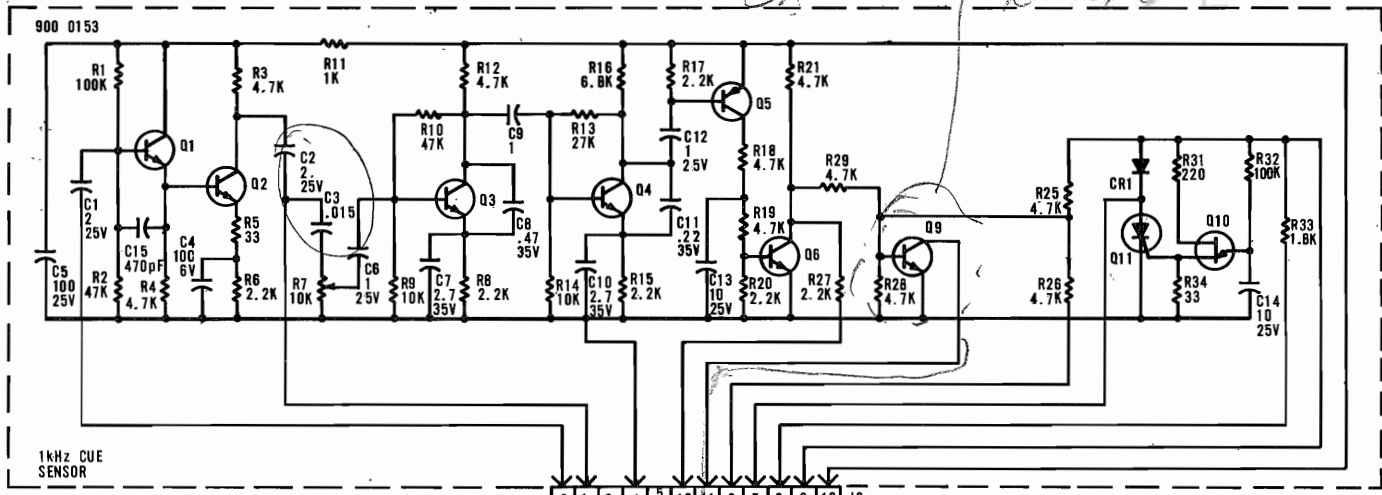 900 0153
R1
100K
R3
4.7K
R11
1K
R12
4.7K
R16
6.8K
R17
2.2K
R21
4.7K
Q1
Q2
C2
2.
25V
C3
.015
R10
47K
C9
1
R13
27K
C12
1
25V
Q5
R18
4.7K
R29
4.7K
R25
4.7K
CR1
R31
220
R32
100K
Q10
R33
1.8K
C1
2
25V
C15
470pF
C4
100
6V
R5
33
Q3
C8
.47
35V
Q4
C11
.22
35V
R19
4.7K
Q6
Q9
Q11
C5
100
25V
R2
47K
R4
4.7K
R6
2.2K
R7
10K
C6
1
25V
R9
10K
C7
2.7
35V
R8
2.2K
R14
10K
C10
2.7
35V
R15
2.2K
C13
10
25V
R20
2.2K
R27
2.2K
R28
4.7K
R26
4.7K
R34
33
C14
10
25V
1kHz CUE
SENSOR